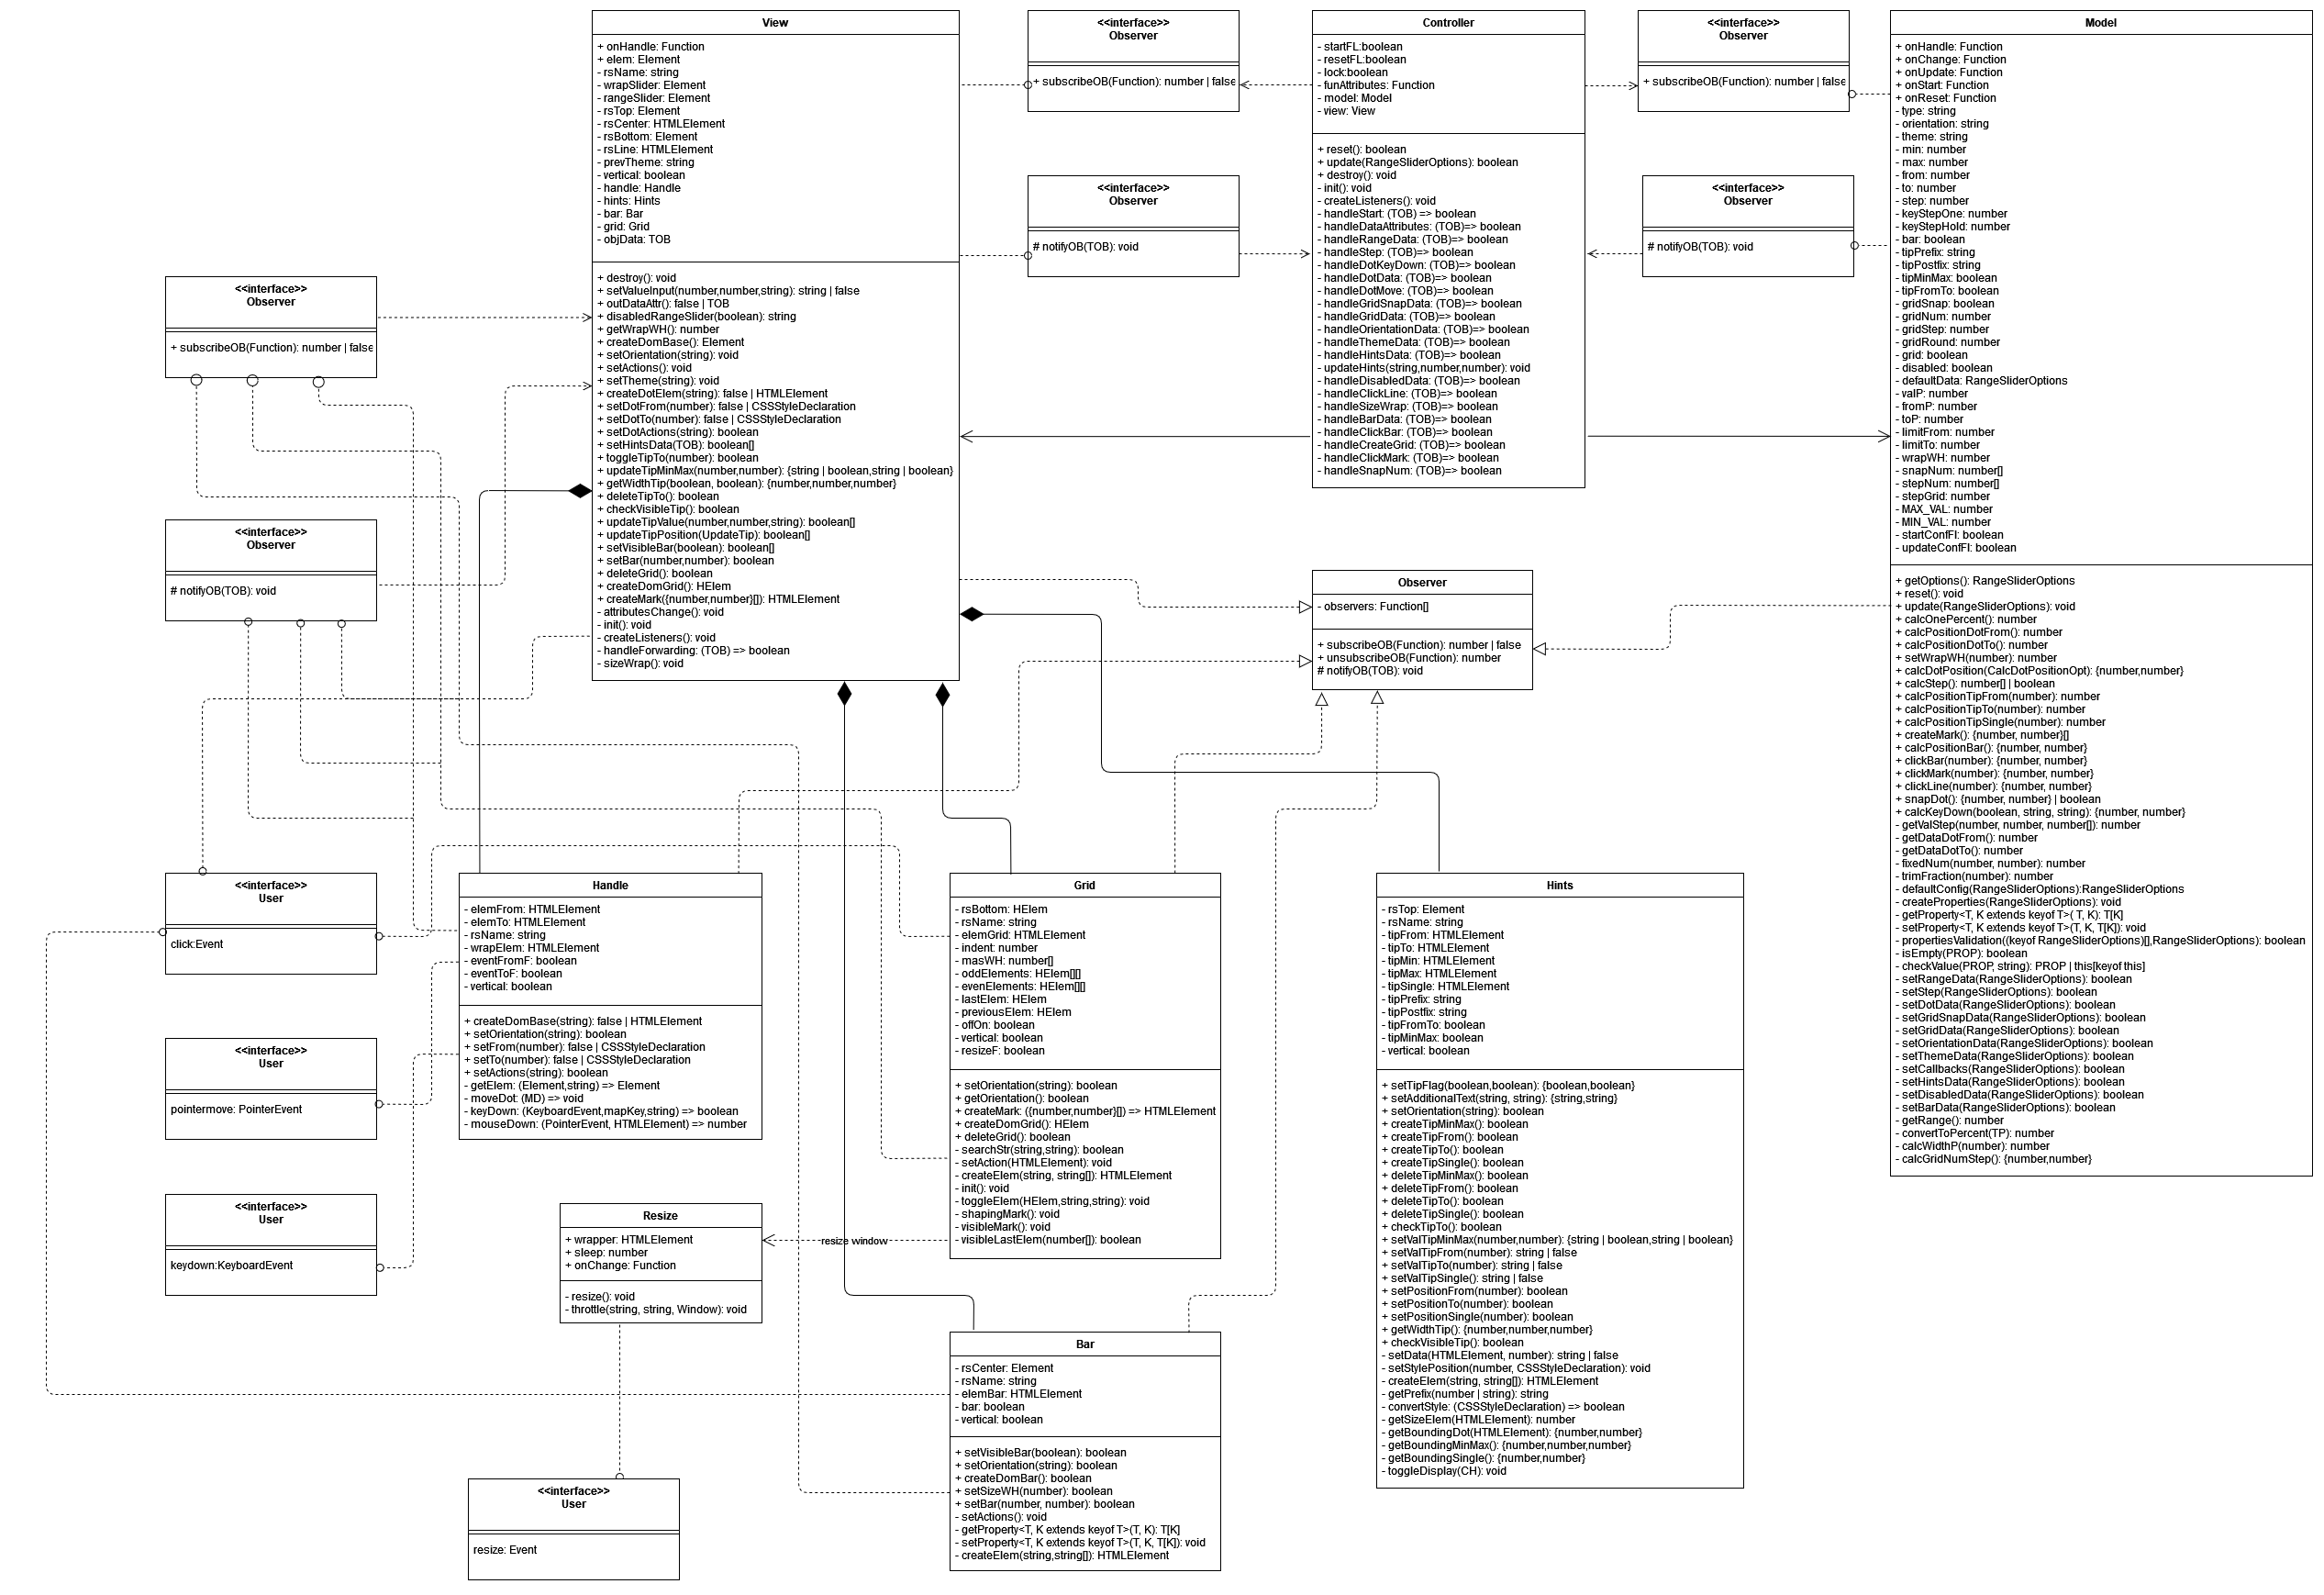 View
+ onHandle: Function
+ elem: Element
- rsName: string
- wrapSlider: Element
- rangeSlider: Element
- rsTop: Element
- rsCenter: HTMLElement
- rsBottom: Element
- rsLine: HTMLElement
- prevTheme: string
- vertical: boolean
- handle: Handle
- hints: Hints
- bar: Bar
- grid: Grid
- objData: TOB
+ destroy(): void
+ setValueInput(number,number,string): string | false
+ outDataAttr(): false | TOB
+ disabledRangeSlider(boolean): string
+ getWrapWH(): number
+ createDomBase(): Element
+ setOrientation(string): void
+ setActions(): void
+ setTheme(string): void
+ createDotElem(string): false | HTMLElement
+ setDotFrom(number): false | CSSStyleDeclaration
+ setDotTo(number): false | CSSStyleDeclaration
+ setDotActions(string): boolean
+ setHintsData(TOB): boolean[]
+ toggleTipTo(number): boolean
+ updateTipMinMax(number,number): {string | boolean,string | boolean}
+ getWidthTip(boolean, boolean): {number,number,number}
+ deleteTipTo(): boolean
+ checkVisibleTip(): boolean
+ updateTipValue(number,number,string): boolean[]
+ updateTipPosition(UpdateTip): boolean[]
+ setVisibleBar(boolean): boolean[]
+ setBar(number,number): boolean
+ deleteGrid(): boolean
+ createDomGrid(): HElem
+ createMark({number,number}[]): HTMLElement
- attributesChange(): void
- init(): void
- createListeners(): void
- handleForwarding: (TOB) => boolean
- sizeWrap(): void
<<interface>>
Observer
+ subscribeOB(Function): number | false
<<interface>>
Observer
# notifyOB(TOB): void
Controller
- startFL:boolean
- resetFL:boolean
- lock:boolean
- funAttributes: Function
- model: Model
- view: View
+ reset(): boolean
+ update(RangeSliderOptions): boolean
+ destroy(): void
- init(): void
- createListeners(): void
- handleStart: (TOB) => boolean
- handleDataAttributes: (TOB)=> boolean
- handleRangeData: (TOB)=> boolean
- handleStep: (TOB)=> boolean
- handleDotKeyDown: (TOB)=> boolean
- handleDotData: (TOB)=> boolean
- handleDotMove: (TOB)=> boolean
- handleGridSnapData: (TOB)=> boolean
- handleGridData: (TOB)=> boolean
- handleOrientationData: (TOB)=> boolean
- handleThemeData: (TOB)=> boolean
- handleHintsData: (TOB)=> boolean
- updateHints(string,number,number): void
- handleDisabledData: (TOB)=> boolean
- handleClickLine: (TOB)=> boolean
- handleSizeWrap: (TOB)=> boolean
- handleBarData: (TOB)=> boolean
- handleClickBar: (TOB)=> boolean
- handleCreateGrid: (TOB)=> boolean
- handleClickMark: (TOB)=> boolean
- handleSnapNum: (TOB)=> boolean
<<interface>>
Observer
+ subscribeOB(Function): number | false
<<interface>>
Observer
# notifyOB(TOB): void
Model
+ onHandle: Function
+ onChange: Function
+ onUpdate: Function
+ onStart: Function
+ onReset: Function
- type: string
- orientation: string
- theme: string
- min: number
- max: number
- from: number
- to: number
- step: number
- keyStepOne: number
- keyStepHold: number
- bar: boolean
- tipPrefix: string
- tipPostfix: string
- tipMinMax: boolean
- tipFromTo: boolean
- gridSnap: boolean
- gridNum: number
- gridStep: number
- gridRound: number
- grid: boolean
- disabled: boolean
- defaultData: RangeSliderOptions
- valP: number
- fromP: number
- toP: number
- limitFrom: number
- limitTo: number
- wrapWH: number
- snapNum: number[]
- stepNum: number[]
- stepGrid: number
- MAX_VAL: number
- MIN_VAL: number
- startConfFl: boolean
- updateConfFl: boolean
+ getOptions(): RangeSliderOptions
+ reset(): void
+ update(RangeSliderOptions): void
+ calcOnePercent(): number
+ calcPositionDotFrom(): number
+ calcPositionDotTo(): number
+ setWrapWH(number): number
+ calcDotPosition(CalcDotPositionOpt): {number,number}
+ calcStep(): number[] | boolean
+ calcPositionTipFrom(number): number
+ calcPositionTipTo(number): number
+ calcPositionTipSingle(number): number
+ createMark(): {number, number}[]
+ calcPositionBar(): {number, number}
+ clickBar(number): {number, number}
+ clickMark(number): {number, number}
+ clickLine(number): {number, number}
+ snapDot(): {number, number} | boolean
+ calcKeyDown(boolean, string, string): {number, number}
- getValStep(number, number, number[]): number
- getDataDotFrom(): number
- getDataDotTo(): number
- fixedNum(number, number): number
- trimFraction(number): number
- defaultConfig(RangeSliderOptions):RangeSliderOptions
- createProperties(RangeSliderOptions): void
- getProperty<T, K extends keyof T>( T, K): T[K]
- setProperty<T, K extends keyof T>(T, K, T[K]): void
- propertiesValidation((keyof RangeSliderOptions)[],RangeSliderOptions): boolean
- isEmpty(PROP): boolean
- checkValue(PROP, string): PROP | this[keyof this]
- setRangeData(RangeSliderOptions): boolean
- setStep(RangeSliderOptions): boolean
- setDotData(RangeSliderOptions): boolean
- setGridSnapData(RangeSliderOptions): boolean
- setGridData(RangeSliderOptions): boolean
- setOrientationData(RangeSliderOptions): boolean
- setThemeData(RangeSliderOptions): boolean
- setCallbacks(RangeSliderOptions): boolean
- setHintsData(RangeSliderOptions): boolean
- setDisabledData(RangeSliderOptions): boolean
- setBarData(RangeSliderOptions): boolean
- getRange(): number
- convertToPercent(TP): number
- calcWidthP(number): number
- calcGridNumStep(): {number,number}
<<interface>>
Observer
+ subscribeOB(Function): number | false
<<interface>>
Observer
# notifyOB(TOB): void
Observer
- observers: Function[]
+ subscribeOB(Function): number | false
+ unsubscribeOB(Function): number
# notifyOB(TOB): void
<<interface>>
User
click:Event
<<interface>>
User
pointermove: PointerEvent
<<interface>>
User
keydown:KeyboardEvent
Handle
- elemFrom: HTMLElement
- elemTo: HTMLElement
- rsName: string
- wrapElem: HTMLElement
- eventFromF: boolean
- eventToF: boolean
- vertical: boolean
+ createDomBase(string): false | HTMLElement
+ setOrientation(string): boolean
+ setFrom(number): false | CSSStyleDeclaration
+ setTo(number): false | CSSStyleDeclaration
+ setActions(string): boolean
- getElem: (Element,string) => Element
- moveDot: (MD) => void
- keyDown: (KeyboardEvent,mapKey,string) => boolean
- mouseDown: (PointerEvent, HTMLElement) => number
Grid
- rsBottom: HElem
- rsName: string
- elemGrid: HTMLElement
- indent: number
- masWH: number[]
- oddElements: HElem[][]
- evenElements: HElem[][]
- lastElem: HElem
- previousElem: HElem
- offOn: boolean
- vertical: boolean
- resizeF: boolean
+ setOrientation(string): boolean
+ getOrientation(): boolean
+ createMark: ({number,number}[]) => HTMLElement
+ createDomGrid(): HElem
+ deleteGrid(): boolean
- searchStr(string,string): boolean
- setAction(HTMLElement): void
- createElem(string, string[]): HTMLElement
- init(): void
- toggleElem(HElem,string,string): void
- shapingMark(): void
- visibleMark(): void
- visibleLastElem(number[]): boolean
Hints
- rsTop: Element
- rsName: string
- tipFrom: HTMLElement
- tipTo: HTMLElement
- tipMin: HTMLElement
- tipMax: HTMLElement
- tipSingle: HTMLElement
- tipPrefix: string
- tipPostfix: string
- tipFromTo: boolean
- tipMinMax: boolean
- vertical: boolean
+ setTipFlag(boolean,boolean): {boolean,boolean}
+ setAdditionalText(string, string): {string,string}
+ setOrientation(string): boolean
+ createTipMinMax(): boolean
+ createTipFrom(): boolean
+ createTipTo(): boolean
+ createTipSingle(): boolean
+ deleteTipMinMax(): boolean
+ deleteTipFrom(): boolean
+ deleteTipTo(): boolean
+ deleteTipSingle(): boolean
+ checkTipTo(): boolean
+ setValTipMinMax(number,number): {string | boolean,string | boolean}
+ setValTipFrom(number): string | false
+ setValTipTo(number): string | false
+ setValTipSingle(): string | false
+ setPositionFrom(number): boolean
+ setPositionTo(number): boolean
+ setPositionSingle(number): boolean
+ getWidthTip(): {number,number,number}
+ checkVisibleTip(): boolean
- setData(HTMLElement, number): string | false
- setStylePosition(number, CSSStyleDeclaration): void
- createElem(string, string[]): HTMLElement
- getPrefix(number | string): string
- convertStyle: (CSSStyleDeclaration) => boolean
- getSizeElem(HTMLElement): number
- getBoundingDot(HTMLElement): {number,number}
- getBoundingMinMax(): {number,number,number}
- getBoundingSingle(): {number,number}
- toggleDisplay(CH): void
Resize
+ wrapper: HTMLElement
+ sleep: number
+ onChange: Function
- resize(): void
- throttle(string, string, Window): void
resize window
Bar
- rsCenter: Element
- rsName: string
- elemBar: HTMLElement
- bar: boolean
- vertical: boolean
+ setVisibleBar(boolean): boolean
+ setOrientation(string): boolean
+ createDomBar(): boolean
+ setSizeWH(number): boolean
+ setBar(number, number): boolean
- setActions(): void
- getProperty<T, K extends keyof T>(T, K): T[K]
- setProperty<T, K extends keyof T>(T, K, T[K]): void
- createElem(string,string[]): HTMLElement
<<interface>>
User
resize: Event